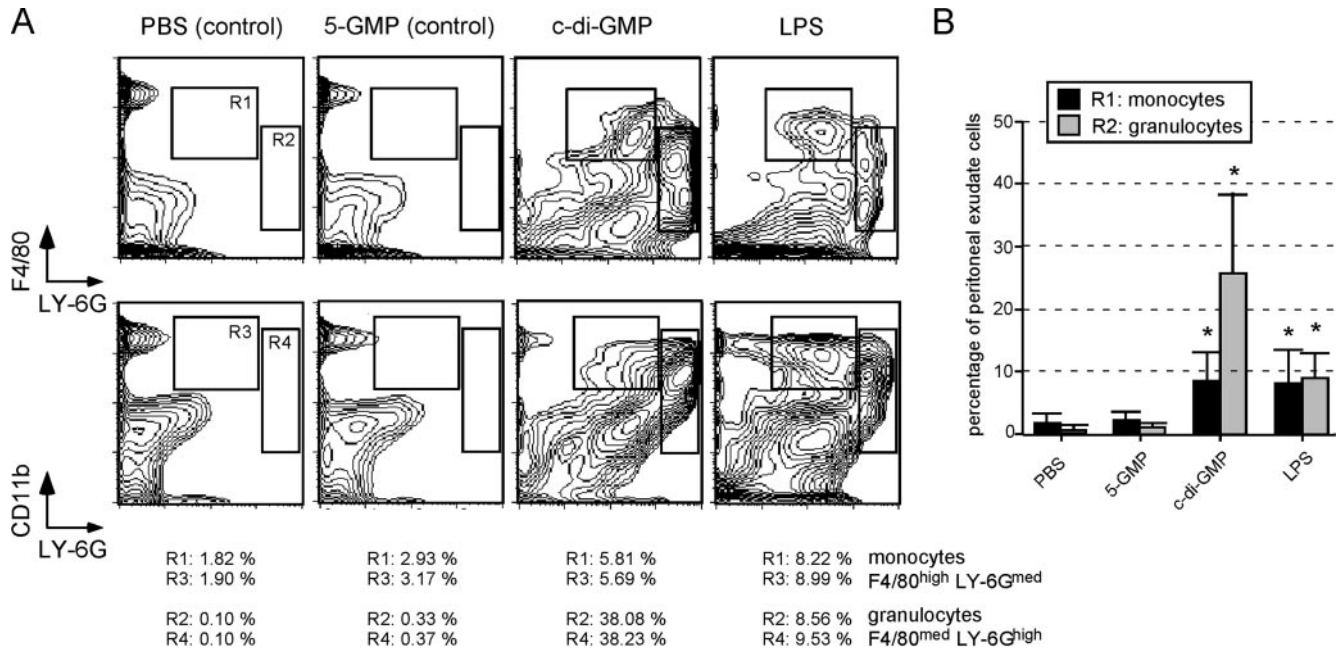 A
B
PBS (control) 5-GMP (control) c-di-GMP LPS
R1
R2
F4/80
LY-6G
R3
R4
CD11b
LY-6G
R1: 1.82 % R1: 2.93 % R1: 5.81 % R1: 8.22 % monocytes
R3: 1.90 % R3: 3.17 % R3: 5.69 % R3: 8.99 % F4/80high LY-6Gmed
R2: 0.10 % R2: 0.33 % R2: 38.08 % R2: 8.56 % granulocytes
R4: 0.10 % R4: 0.37 % R4: 38.23 % R4: 9.53 % F4/80med LY-6Ghigh
R1: monocytes
R2: granulocytes
percentage of peritoneal exudate cells
50
40
30
20
10
0
*
*
* *
PBS 5-GMP c-di-GMP LPS